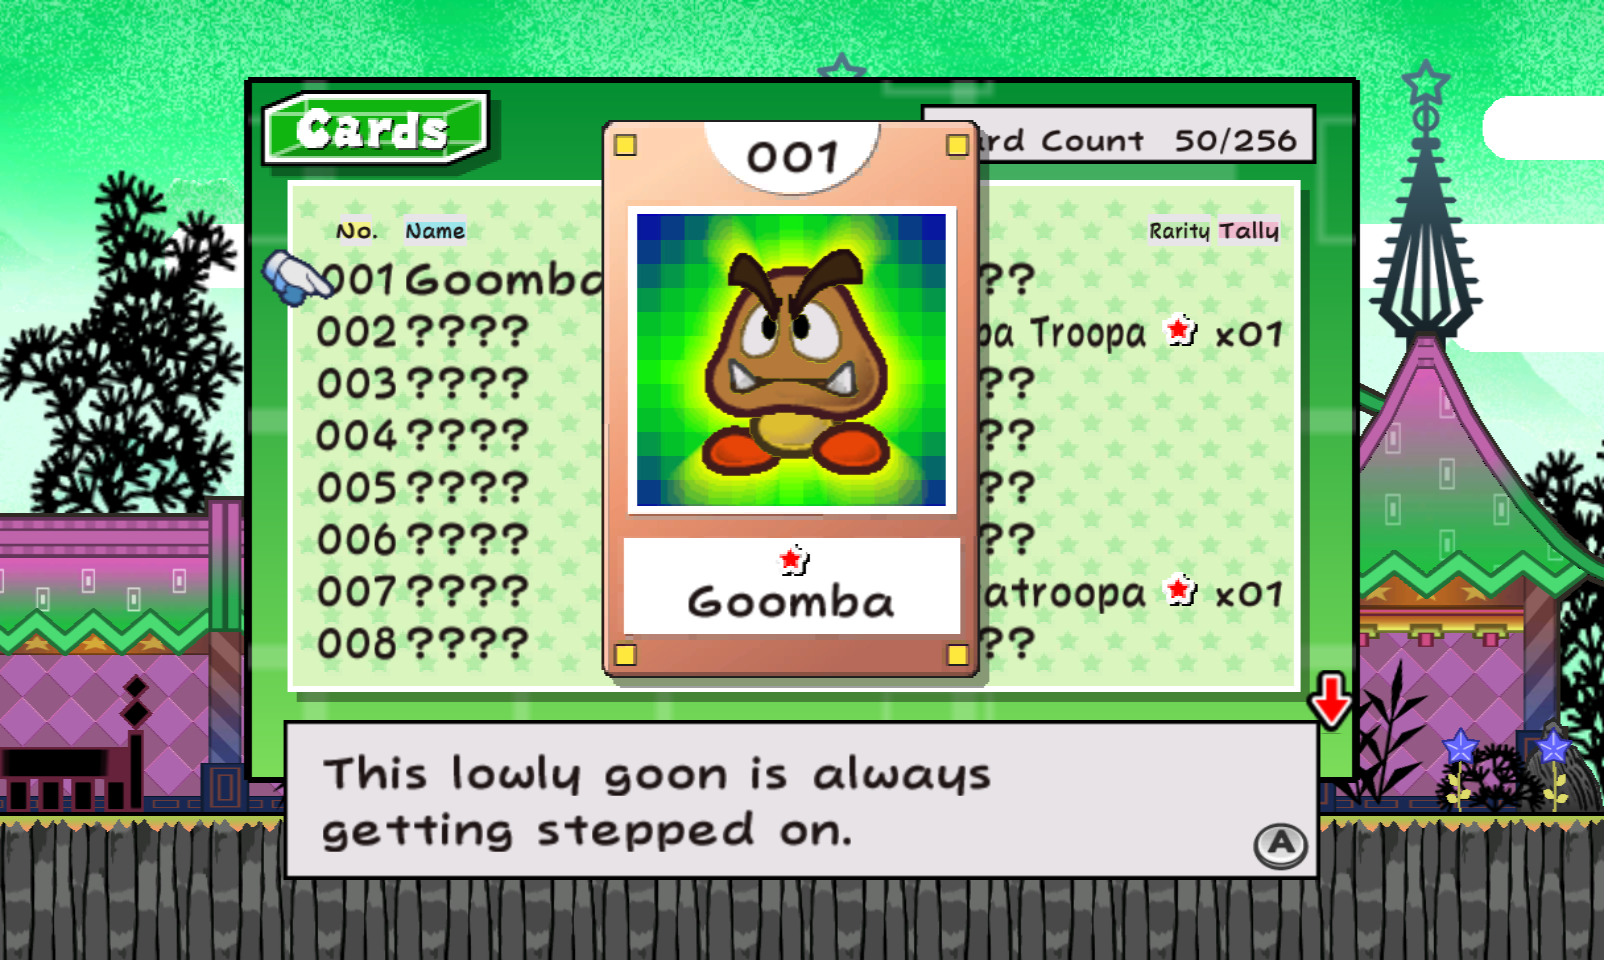 Cards
rd Count 50/256
001
No. Name
Rarity Tally
001 Goomba
??
002 ????
pa Troopa x01
003 ????
??
004 ????
??
005 ????
??
006 ????
??
007 ????
atroopa x01
008 ????
??
Goomba
This lowly goon is always
getting stepped on.
A